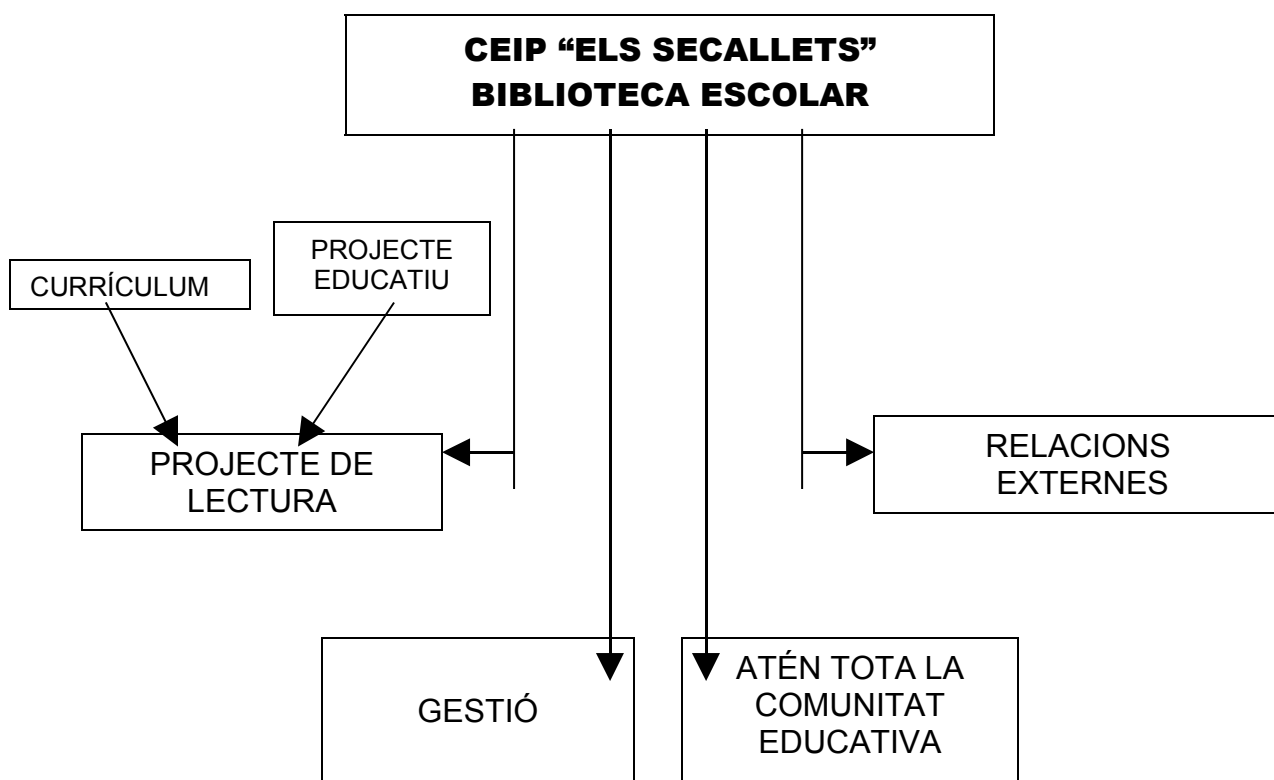 CEIP “ELS SECALLETS”
BIBLIOTECA ESCOLAR
PROJECTE
EDUCATIU
CURRÍCULUM
PROJECTE DE
LECTURA
RELACIONS
EXTERNES
GESTIÓ
ATÉN TOTA LA
COMUNITAT
EDUCATIVA